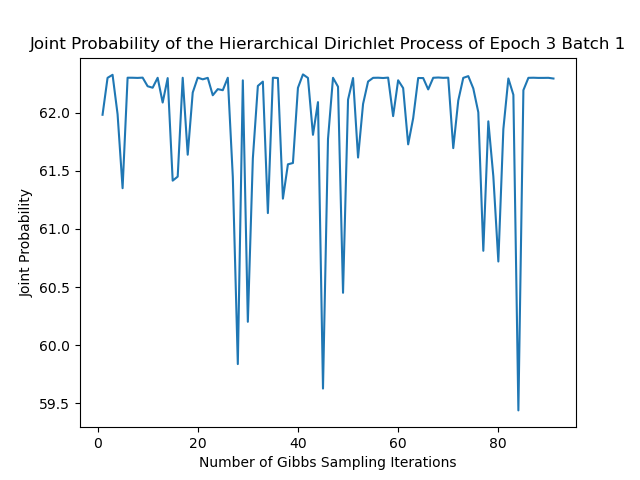 Joint Probability of the Hierarchical Dirichlet Process of Epoch 3 Batch 1
62.0
61.5
61.0
60.5
60.0
59.5
Joint Probability
0 20 40 60 80
Number of Gibbs Sampling Iterations